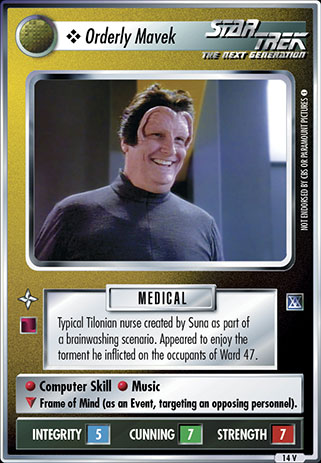 ❖ Orderly Mavek
STAR TREK
THE NEXT GENERATION
NOT ENDORSED BY CBS OR PARAMOUNT PICTURES
MEDICAL
Typical Tilonian nurse created by Suna as part of
a brainwashing scenario. Appeared to enjoy the
torment he inflicted on the occupants of Ward 47.
Computer Skill Music
Frame of Mind (as an Event, targeting an opposing personnel).
INTEGRITY 5 CUNNING 7 STRENGTH 7
14 V